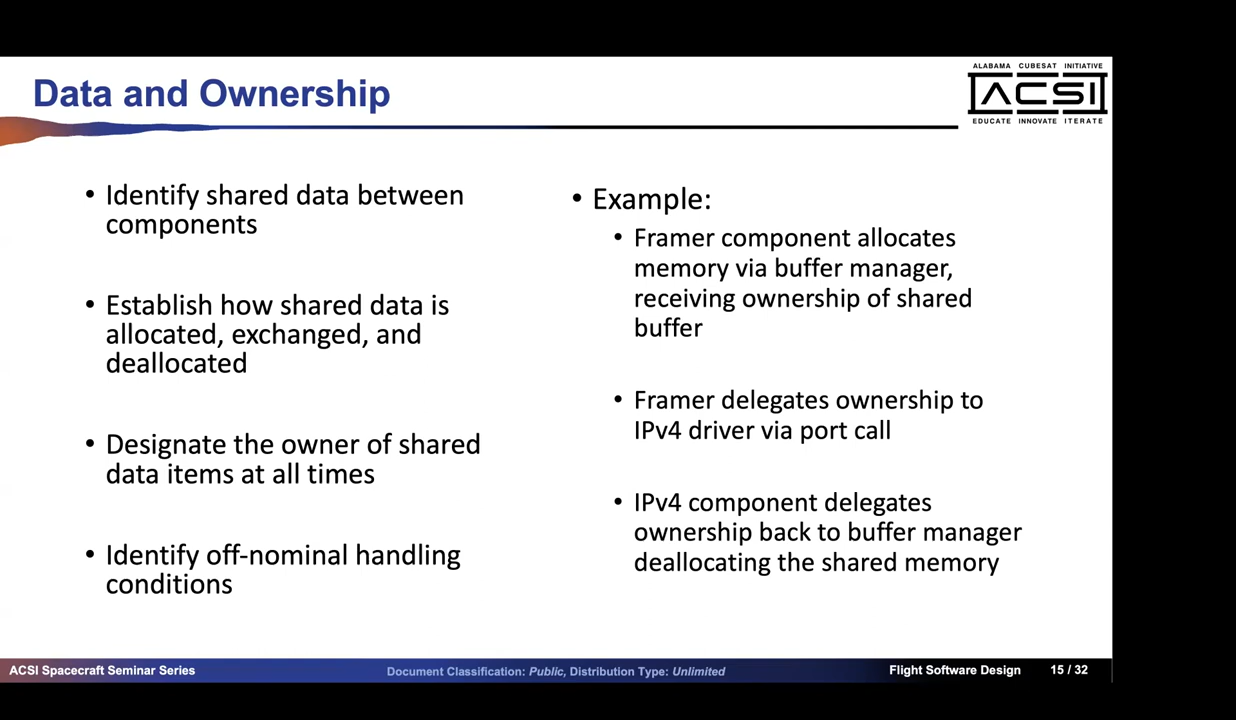 Data and Ownership
ALABAMA CUBESAT INITIATIVE
ACSI
EDUCATE INNOVATE ITERATE
• Identify shared data between
components
• Establish how shared data is
allocated, exchanged, and
deallocated
• Designate the owner of shared
data items at all times
• Identify off-nominal handling
conditions
• Example:
• Framer component allocates
memory via buffer manager,
receiving ownership of shared
buffer
• Framer delegates ownership to
IPv4 driver via port call
• IPv4 component delegates
ownership back to buffer manager
deallocating the shared memory
ACSI Spacecraft Seminar Series
Document Classification: Public, Distribution Type: Unlimited
Flight Software Design
15 / 32